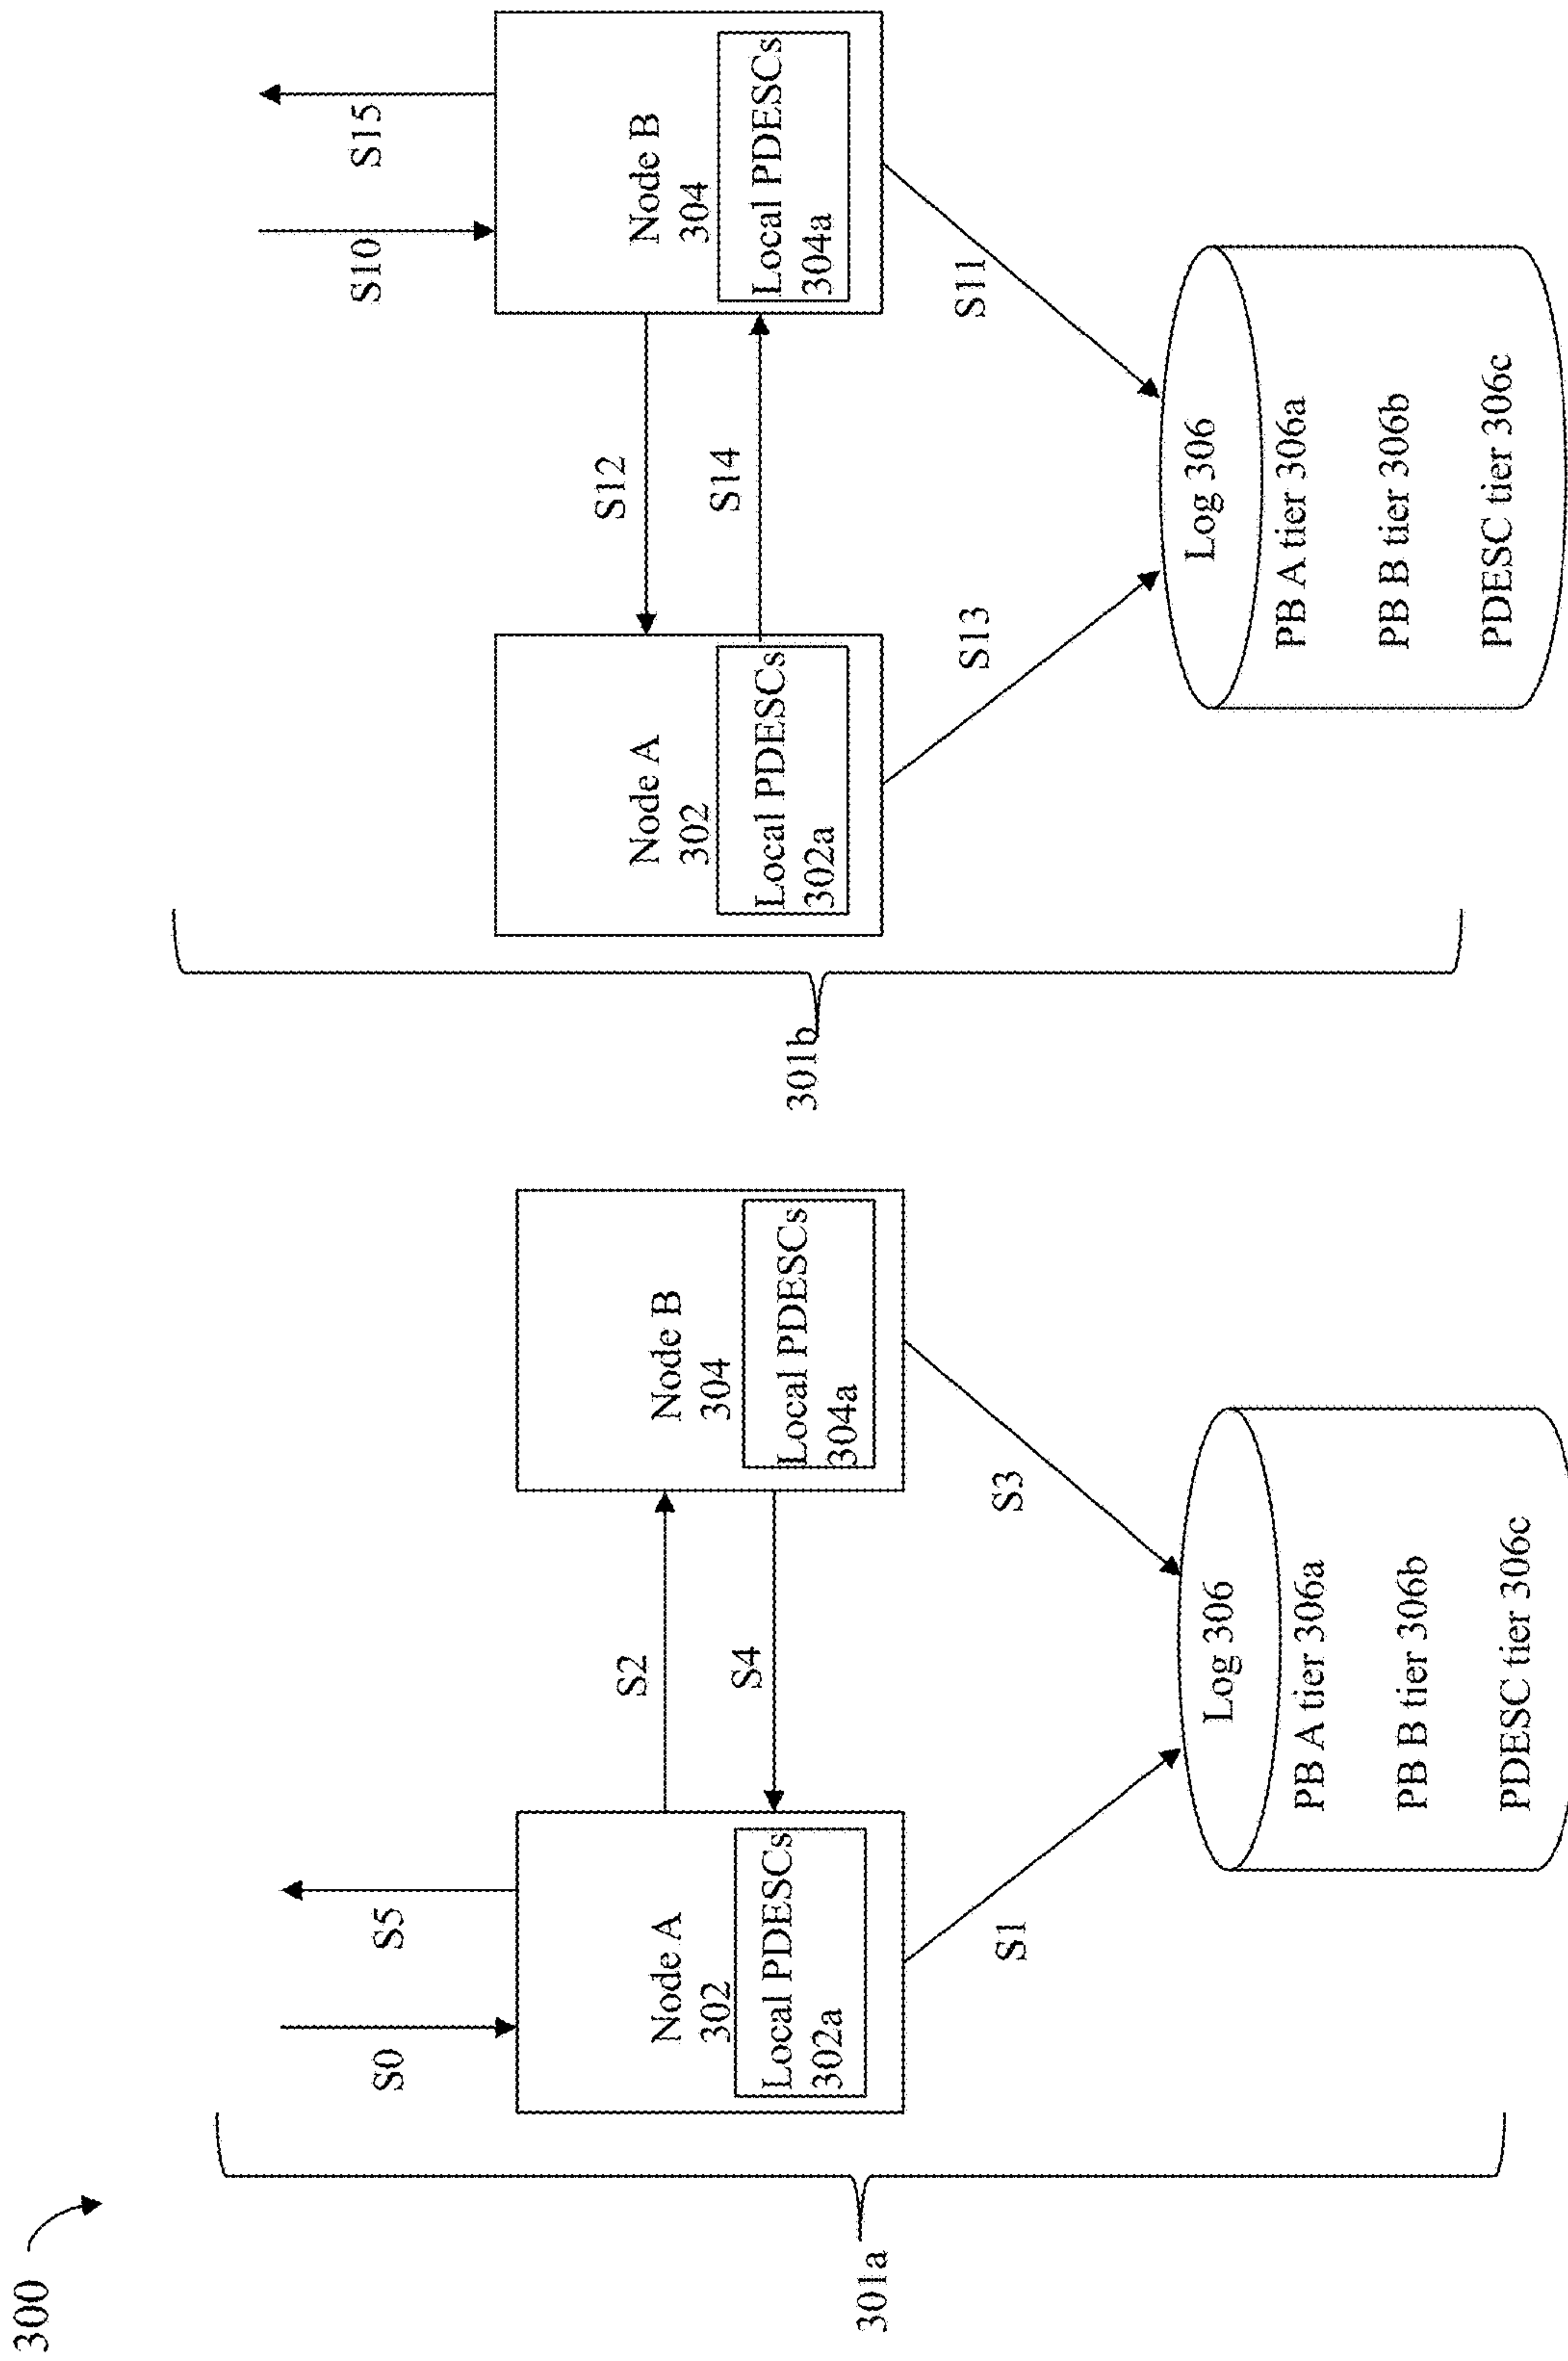 300
301a
S0
S5
Node A
302
Local PDESCs
302a
S2
S4
Node B
304
Local PDESCs
304a
S1
S3
Log 306
PB A tier 306a
PB B tier 306b
PDESC tier 306c
301b
Node A
302
Local PDESCs
302a
S12
S14
S10
S15
Node B
304
Local PDESCs
304a
S13
S11
Log 306
PB A tier 306a
PB B tier 306b
PDESC tier 306c